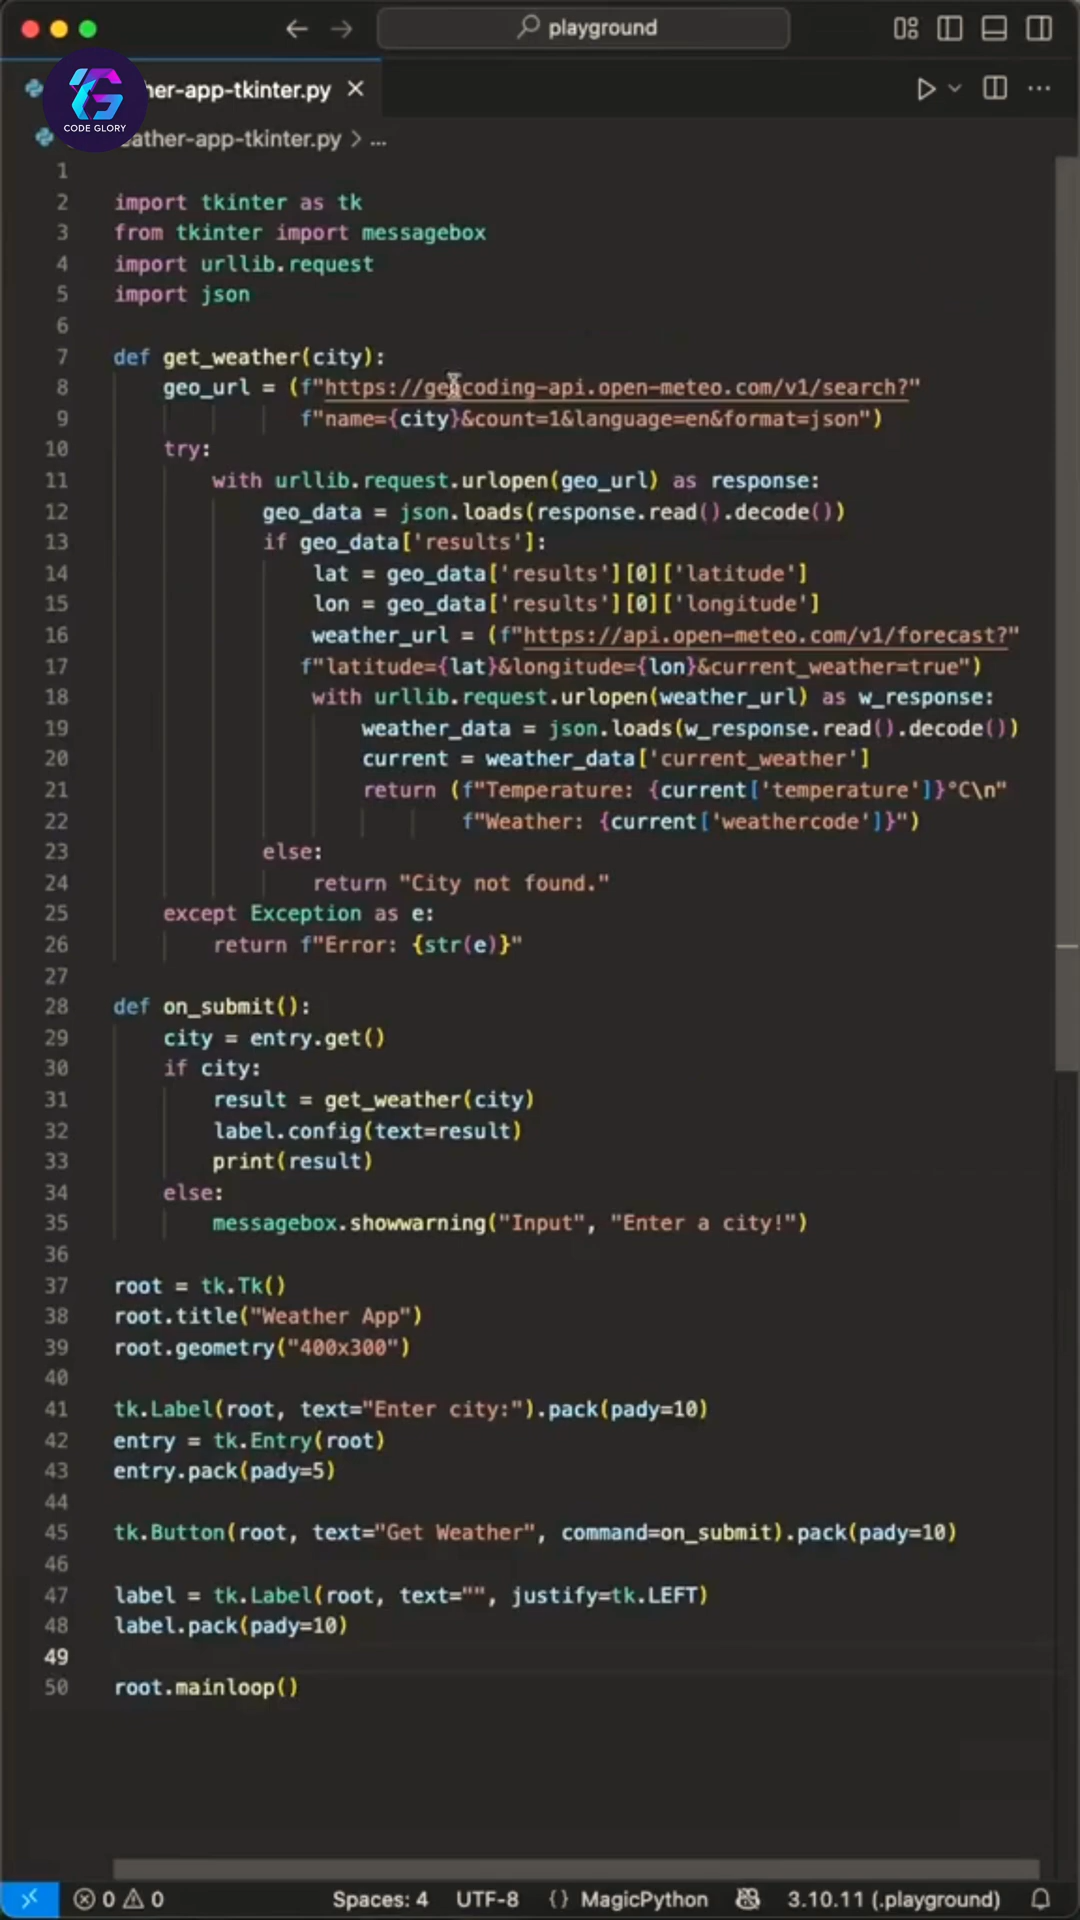 playground
her-app-tkinter.py
CODE GLORY
eather-app-tkinter.py > ...
1
2 import tkinter as tk
3 from tkinter import messagebox
4 import urllib.request
5 import json
6
7 def get_weather(city):
8     geo_url = (f"https://geocoding-api.open-meteo.com/v1/search?"
9                f"name={city}&count=1&language=en&format=json")
10     try:
11         with urllib.request.urlopen(geo_url) as response:
12             geo_data = json.loads(response.read().decode())
13             if geo_data['results']:
14                 lat = geo_data['results'][0]['latitude']
15                 lon = geo_data['results'][0]['longitude']
16                 weather_url = (f"https://api.open-meteo.com/v1/forecast?"
17                f"latitude={lat}&longitude={lon}&current_weather=true")
18                 with urllib.request.urlopen(weather_url) as w_response:
19                     weather_data = json.loads(w_response.read().decode())
20                     current = weather_data['current_weather']
21                     return (f"Temperature: {current['temperature']}°C\n"
22                             f"Weather: {current['weathercode']}")
23             else:
24                 return "City not found."
25     except Exception as e:
26         return f"Error: {str(e)}"
27
28 def on_submit():
29     city = entry.get()
30     if city:
31         result = get_weather(city)
32         label.config(text=result)
33         print(result)
34     else:
35         messagebox.showwarning("Input", "Enter a city!")
36
37 root = tk.Tk()
38 root.title("Weather App")
39 root.geometry("400x300")
40
41 tk.Label(root, text="Enter city:").pack(pady=10)
42 entry = tk.Entry(root)
43 entry.pack(pady=5)
44
45 tk.Button(root, text="Get Weather", command=on_submit).pack(pady=10)
46
47 label = tk.Label(root, text="", justify=tk.LEFT)
48 label.pack(pady=10)
49
50 root.mainloop()
0 0 Spaces: 4 UTF-8 {} MagicPython 3.10.11 (.playground)